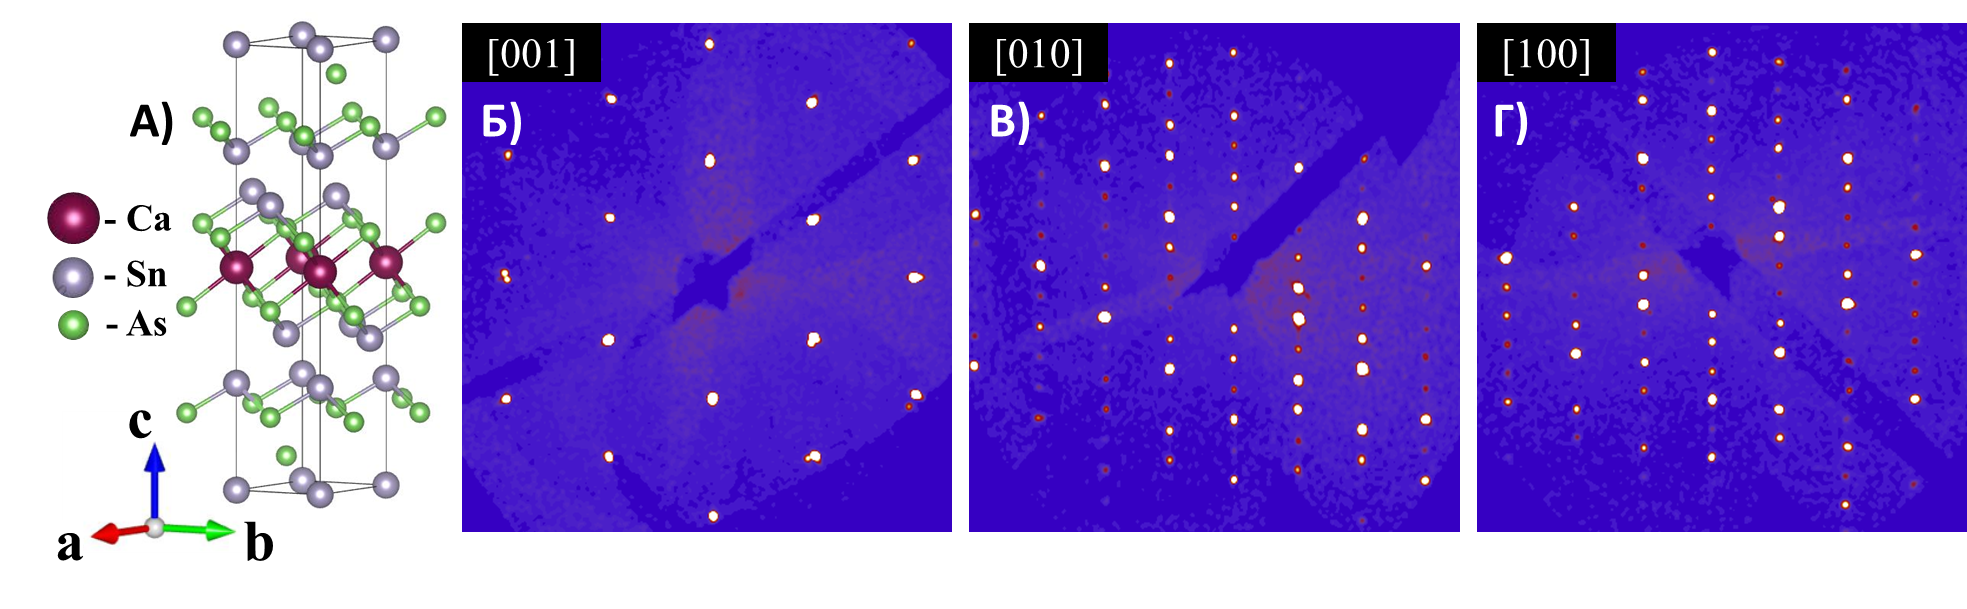 А)
- Ca
- Sn
- As
c
a
b
[001]
Б)
[010]
В)
[100]
Г)